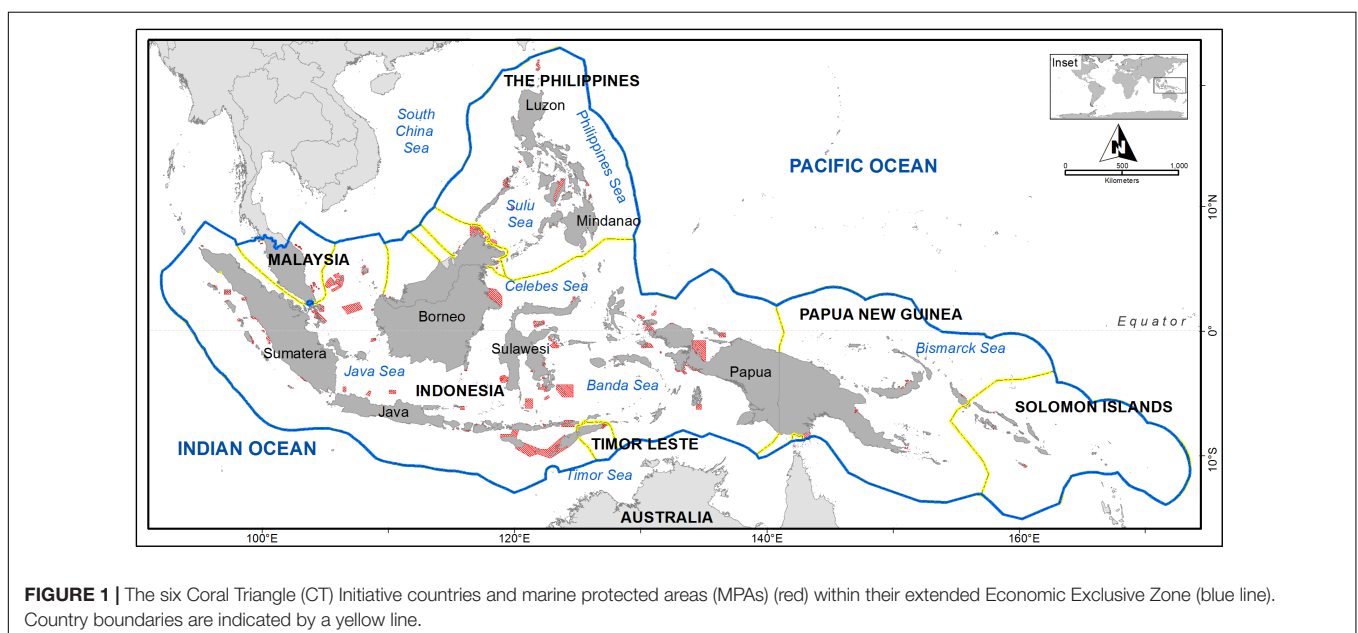 THE PHILIPPINES
Inset
Luzon
South
China
Sea
Philippines Sea
N
PACIFIC OCEAN
0 500 1,000
Kilometers
Sulu
Sea
10°N
Mindanao
MALAYSIA
Celebes Sea
Borneo
PAPUA NEW GUINEA
Equator
0°
Sumatera
Sulawesi
Bismarck Sea
Java Sea
Papua
INDONESIA
Banda Sea
Java
SOLOMON ISLANDS
INDIAN OCEAN
TIMOR LESTE
10°S
Timor Sea
AUSTRALIA
100°E 120°E 140°E 160°E
FIGURE 1 | The six Coral Triangle (CT) Initiative countries and marine protected areas (MPAs) (red) within their extended Economic Exclusive Zone (blue line).
Country boundaries are indicated by a yellow line.